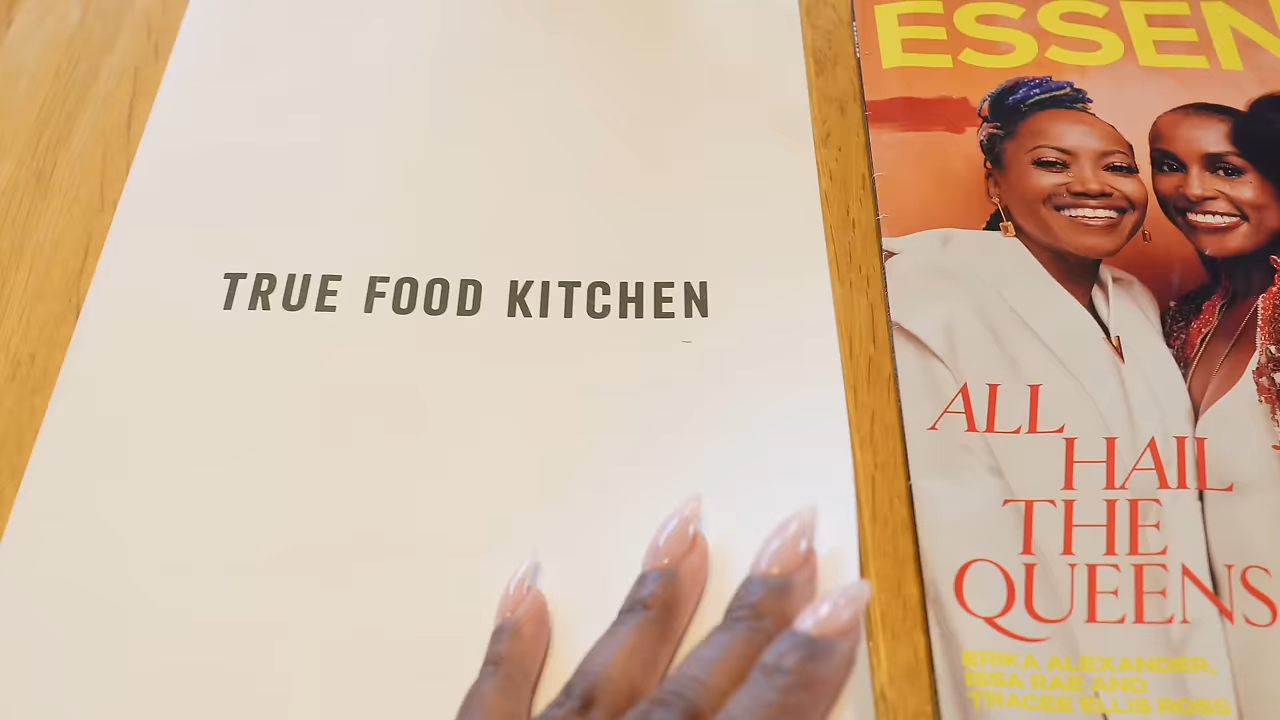 TRUE FOOD KITCHEN
ESSEN
ALL
HAIL
THE
QUEENS
ERIKA ALEXANDER,
ISSA RAE AND
TRACEE ELLIS ROSS